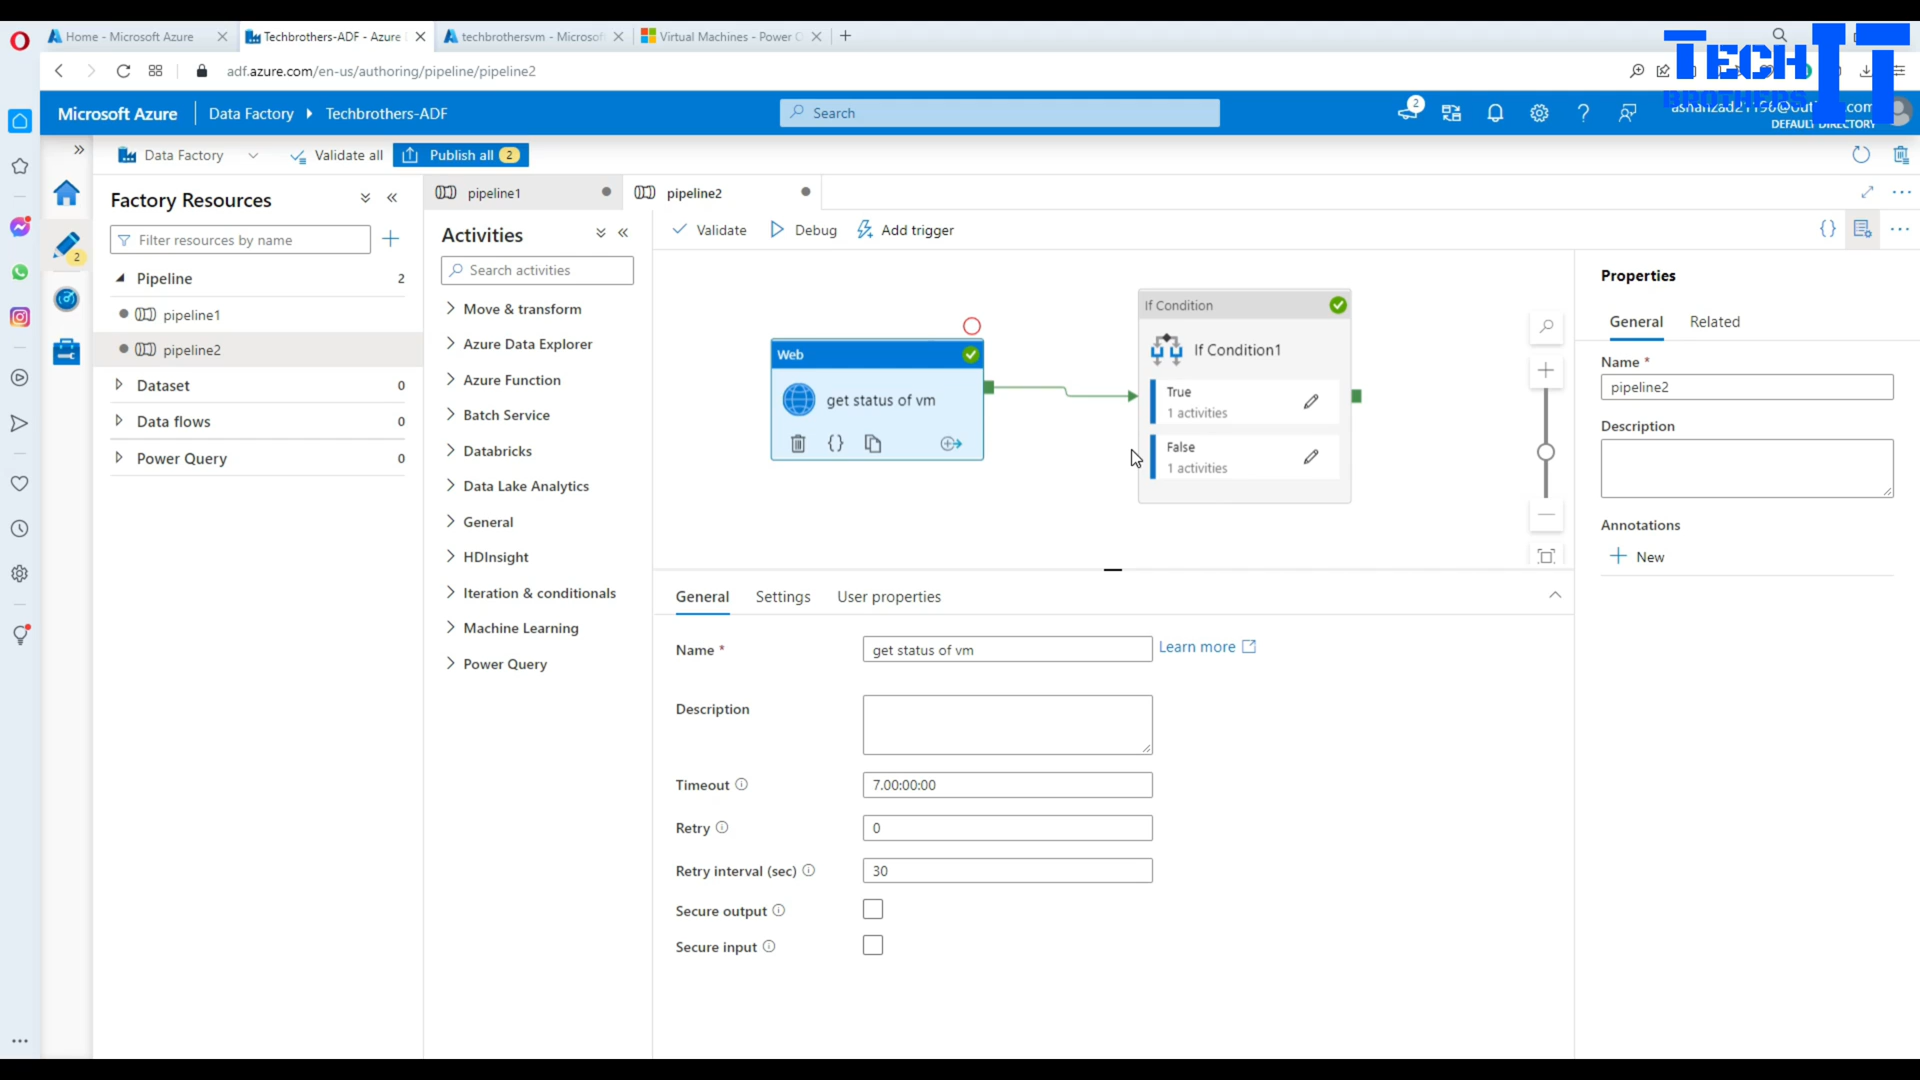 Home - Microsoft Azure
Techbrothers-ADF - Azure
techbrothersvm - Microsof
Virtual Machines - Power
adf.azure.com/en-us/authoring/pipeline/pipeline2
TECH IT
BROTHERS
Microsoft Azure
Data Factory
Techbrothers-ADF
Search
2
DEFAULT DIRECTORY
Data Factory
Validate all
Publish all 2
Factory Resources
pipeline1
pipeline2
Validate
Debug
Add trigger
Filter resources by name
2
Pipeline 2
pipeline1
pipeline2
Dataset 0
Data flows 0
Power Query 0
Activities
Search activities
Move & transform
Azure Data Explorer
Azure Function
Batch Service
Databricks
Data Lake Analytics
General
HDInsight
Iteration & conditionals
Machine Learning
Power Query
Web
get status of vm
If Condition
If Condition1
True
1 activities
False
1 activities
General
Settings
User properties
Name *
get status of vm
Learn more
Description
Timeout
7.00:00:00
Retry
0
Retry interval (sec)
30
Secure output
Secure input
Properties
General
Related
Name *
pipeline2
Description
Annotations
New